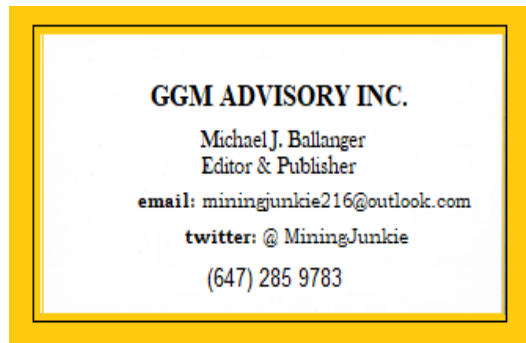 GGM ADVISORY INC.
Michael J. Ballanger
Editor & Publisher
email: miningjunkie216@outlook.com
twitter: @ MiningJunkie
(647) 285 9783